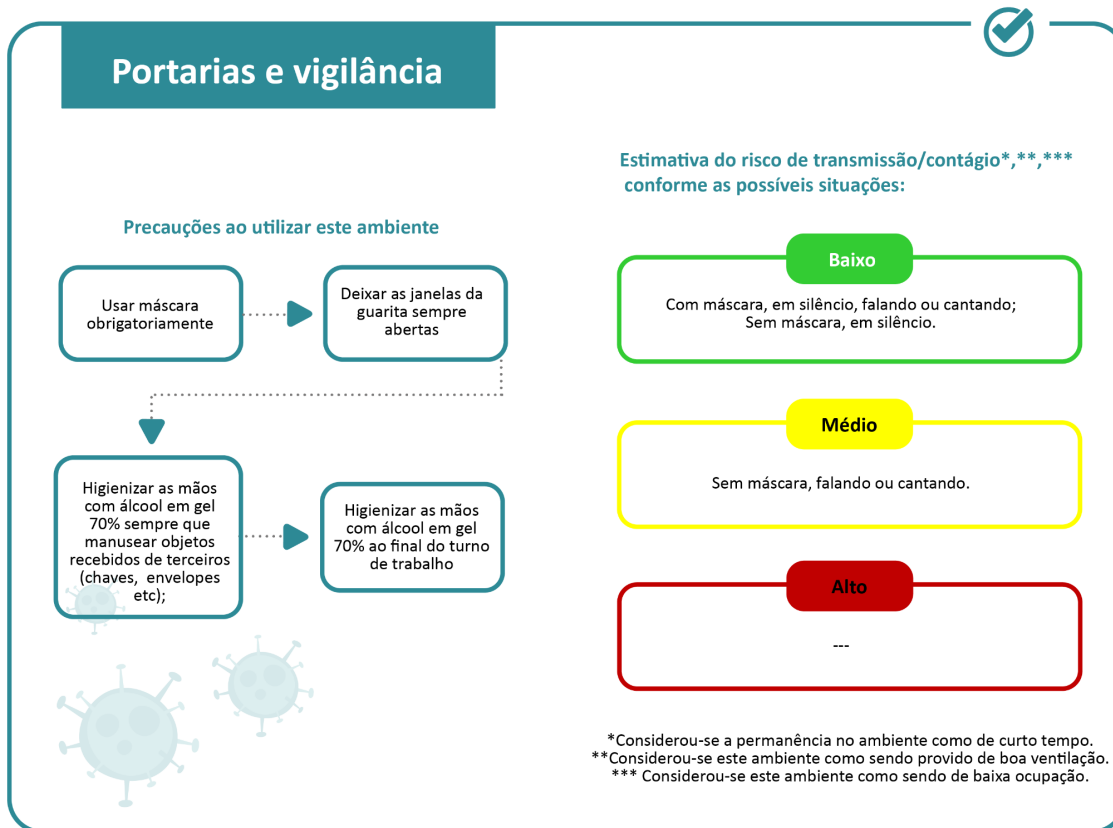 Portarias e vigilância
Precauções ao utilizar este ambiente
Usar máscara
obrigatoriamente
Deixar as janelas da
guarita sempre
abertas
Higienizar as mãos
com álcool em gel
70% sempre que
manusear objetos
recebidos de terceiros
(chaves,  envelopes
etc);
Higienizar as mãos
com álcool em gel
70% ao final do turno
de trabalho
Estimativa do risco de transmissão/contágio*,**,***
conforme as possíveis situações:
Baixo
Com máscara, em silêncio, falando ou cantando;
Sem máscara, em silêncio.
Médio
Sem máscara, falando ou cantando.
Alto
---
*Considerou-se a permanência no ambiente como de curto tempo.
**Considerou-se este ambiente como sendo provido de boa ventilação.
*** Considerou-se este ambiente como sendo de baixa ocupação.